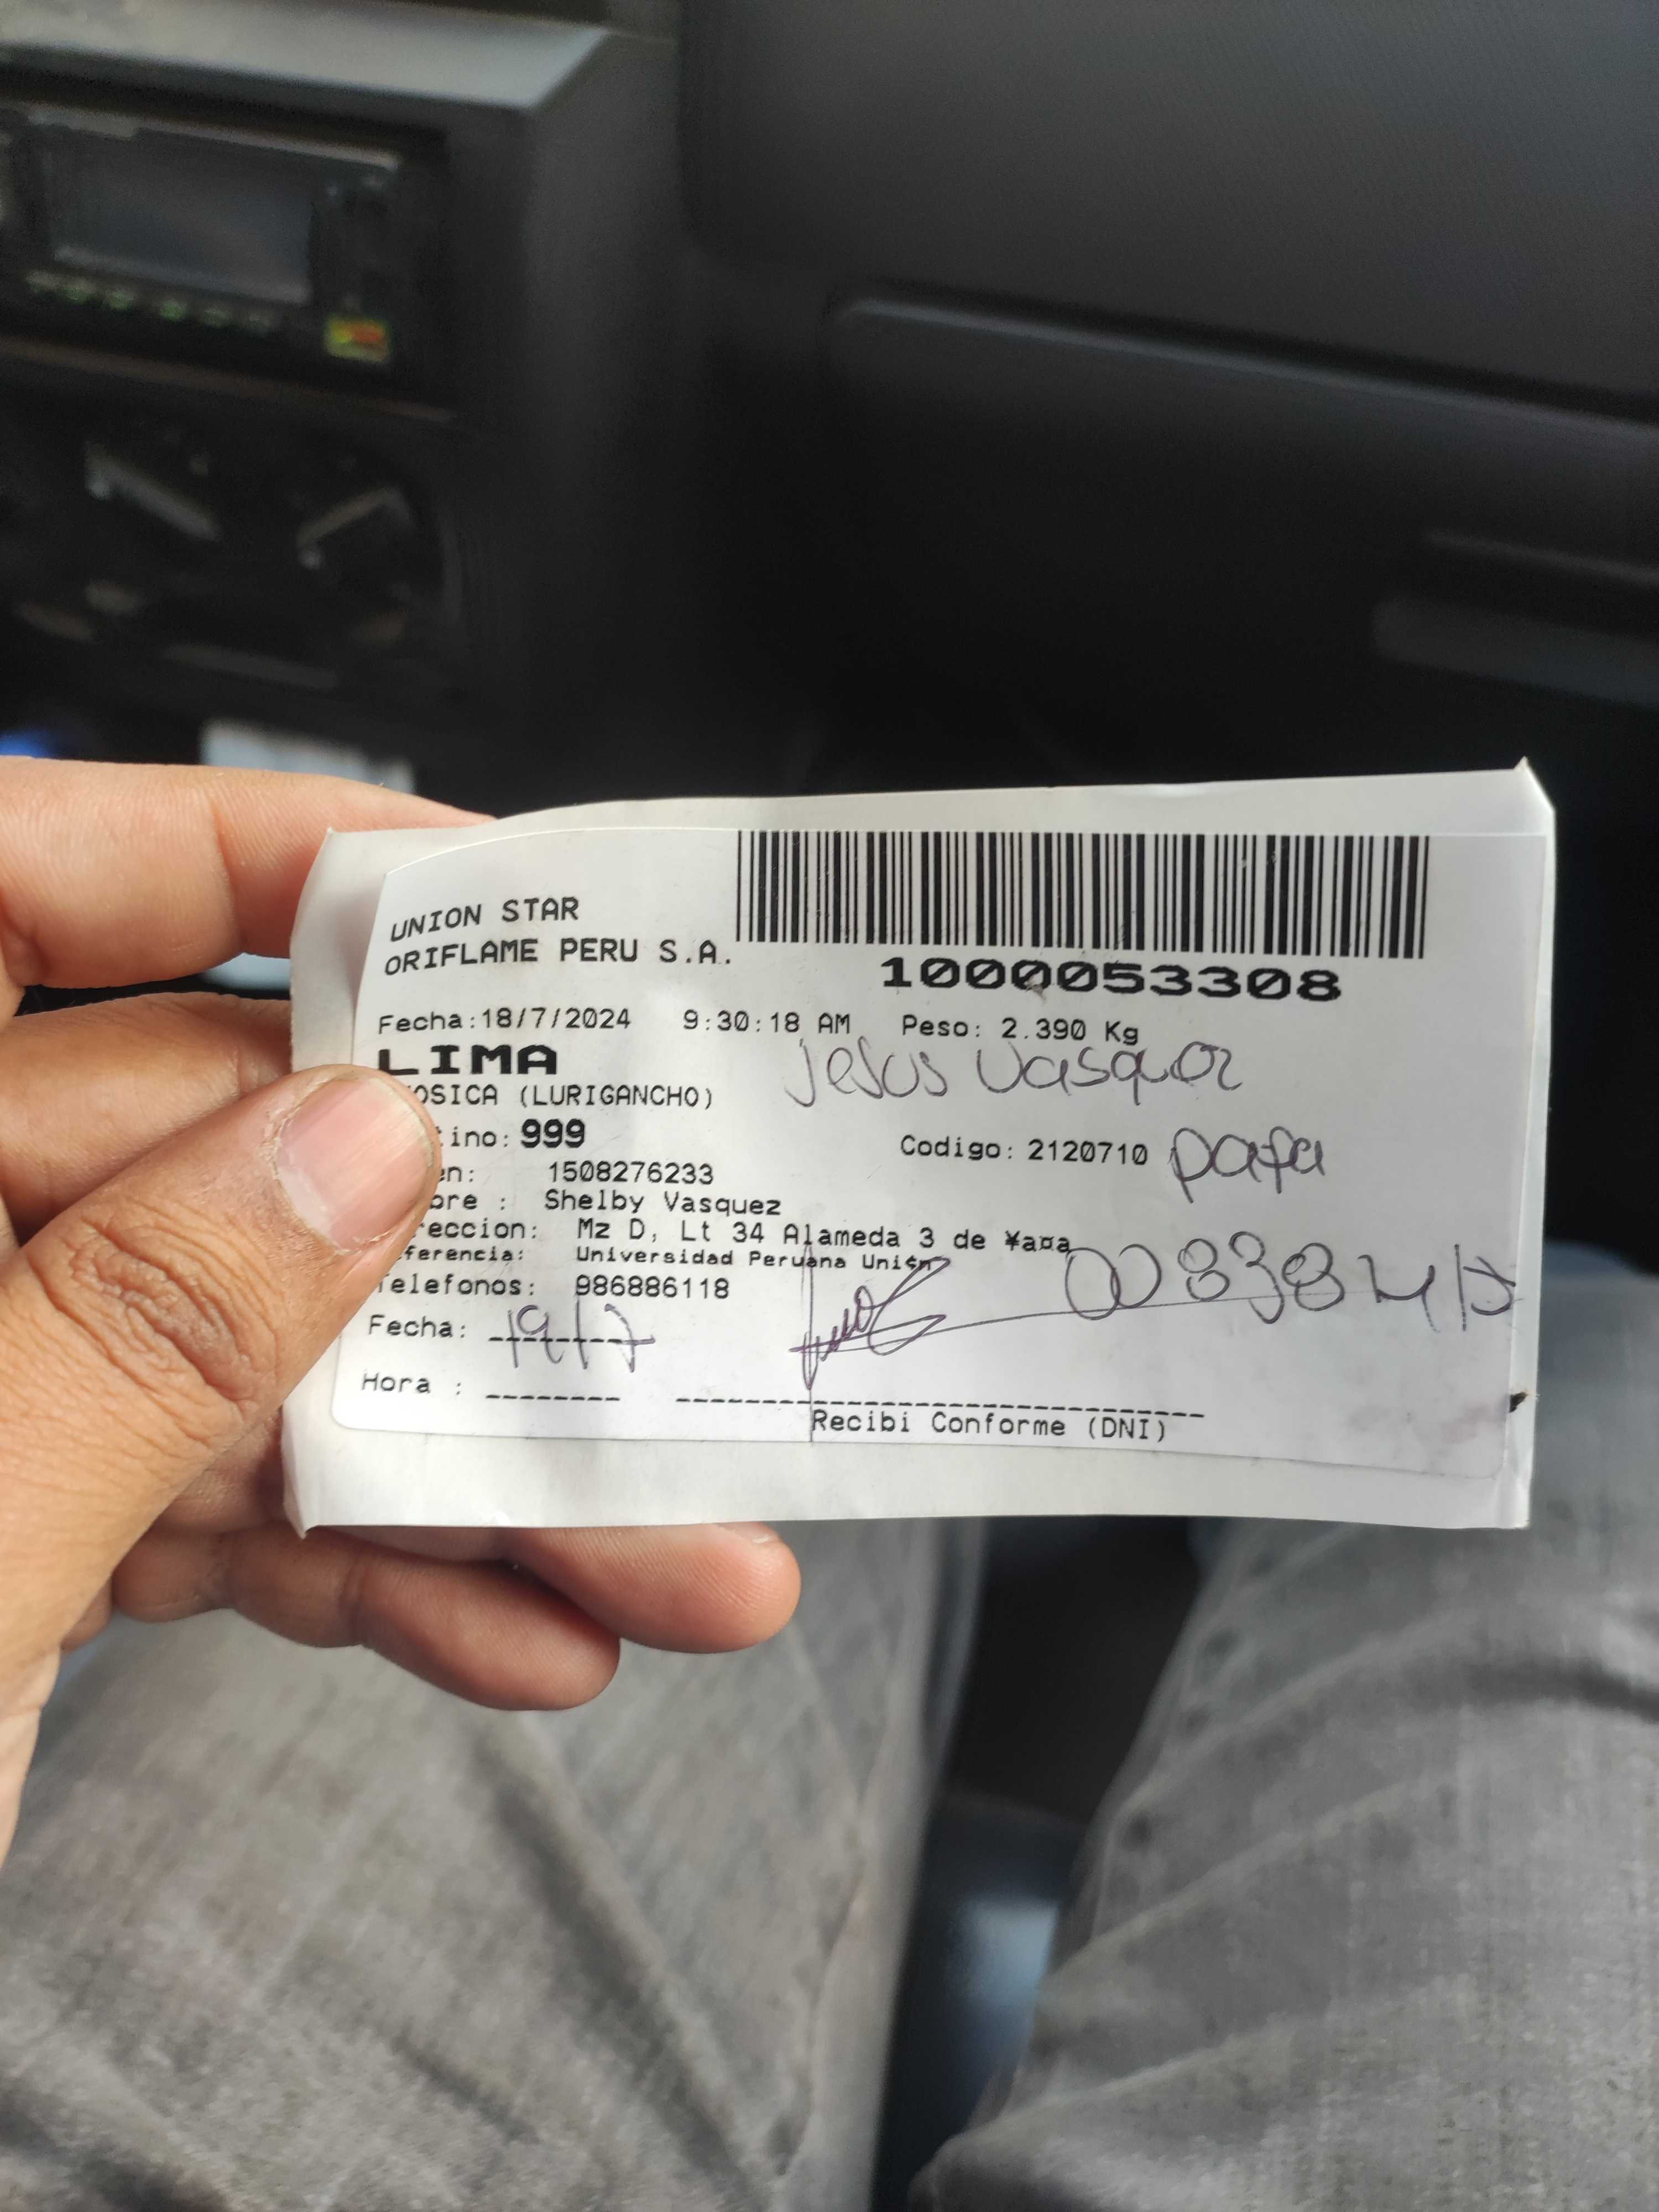 UNION STAR
ORIFLAME PERU S.A.
1000053308
Fecha:18/7/2024 9:30:18 AM Peso: 2.390 Kg
LIMA
Jesus Vasquez
OSICA (LURIGANCHO)
tino: 999 Codigo: 2120710 papa
en: 1508276233
bre : Shelby Vasquez
reccion: Mz D, Lt 34 Alameda 3 de ¥a¤a
ferencia: Universidad Peruana Unión
Telefonos: 986886118
Fecha: 19/7
Hora :
Recibi Conforme (DNI)